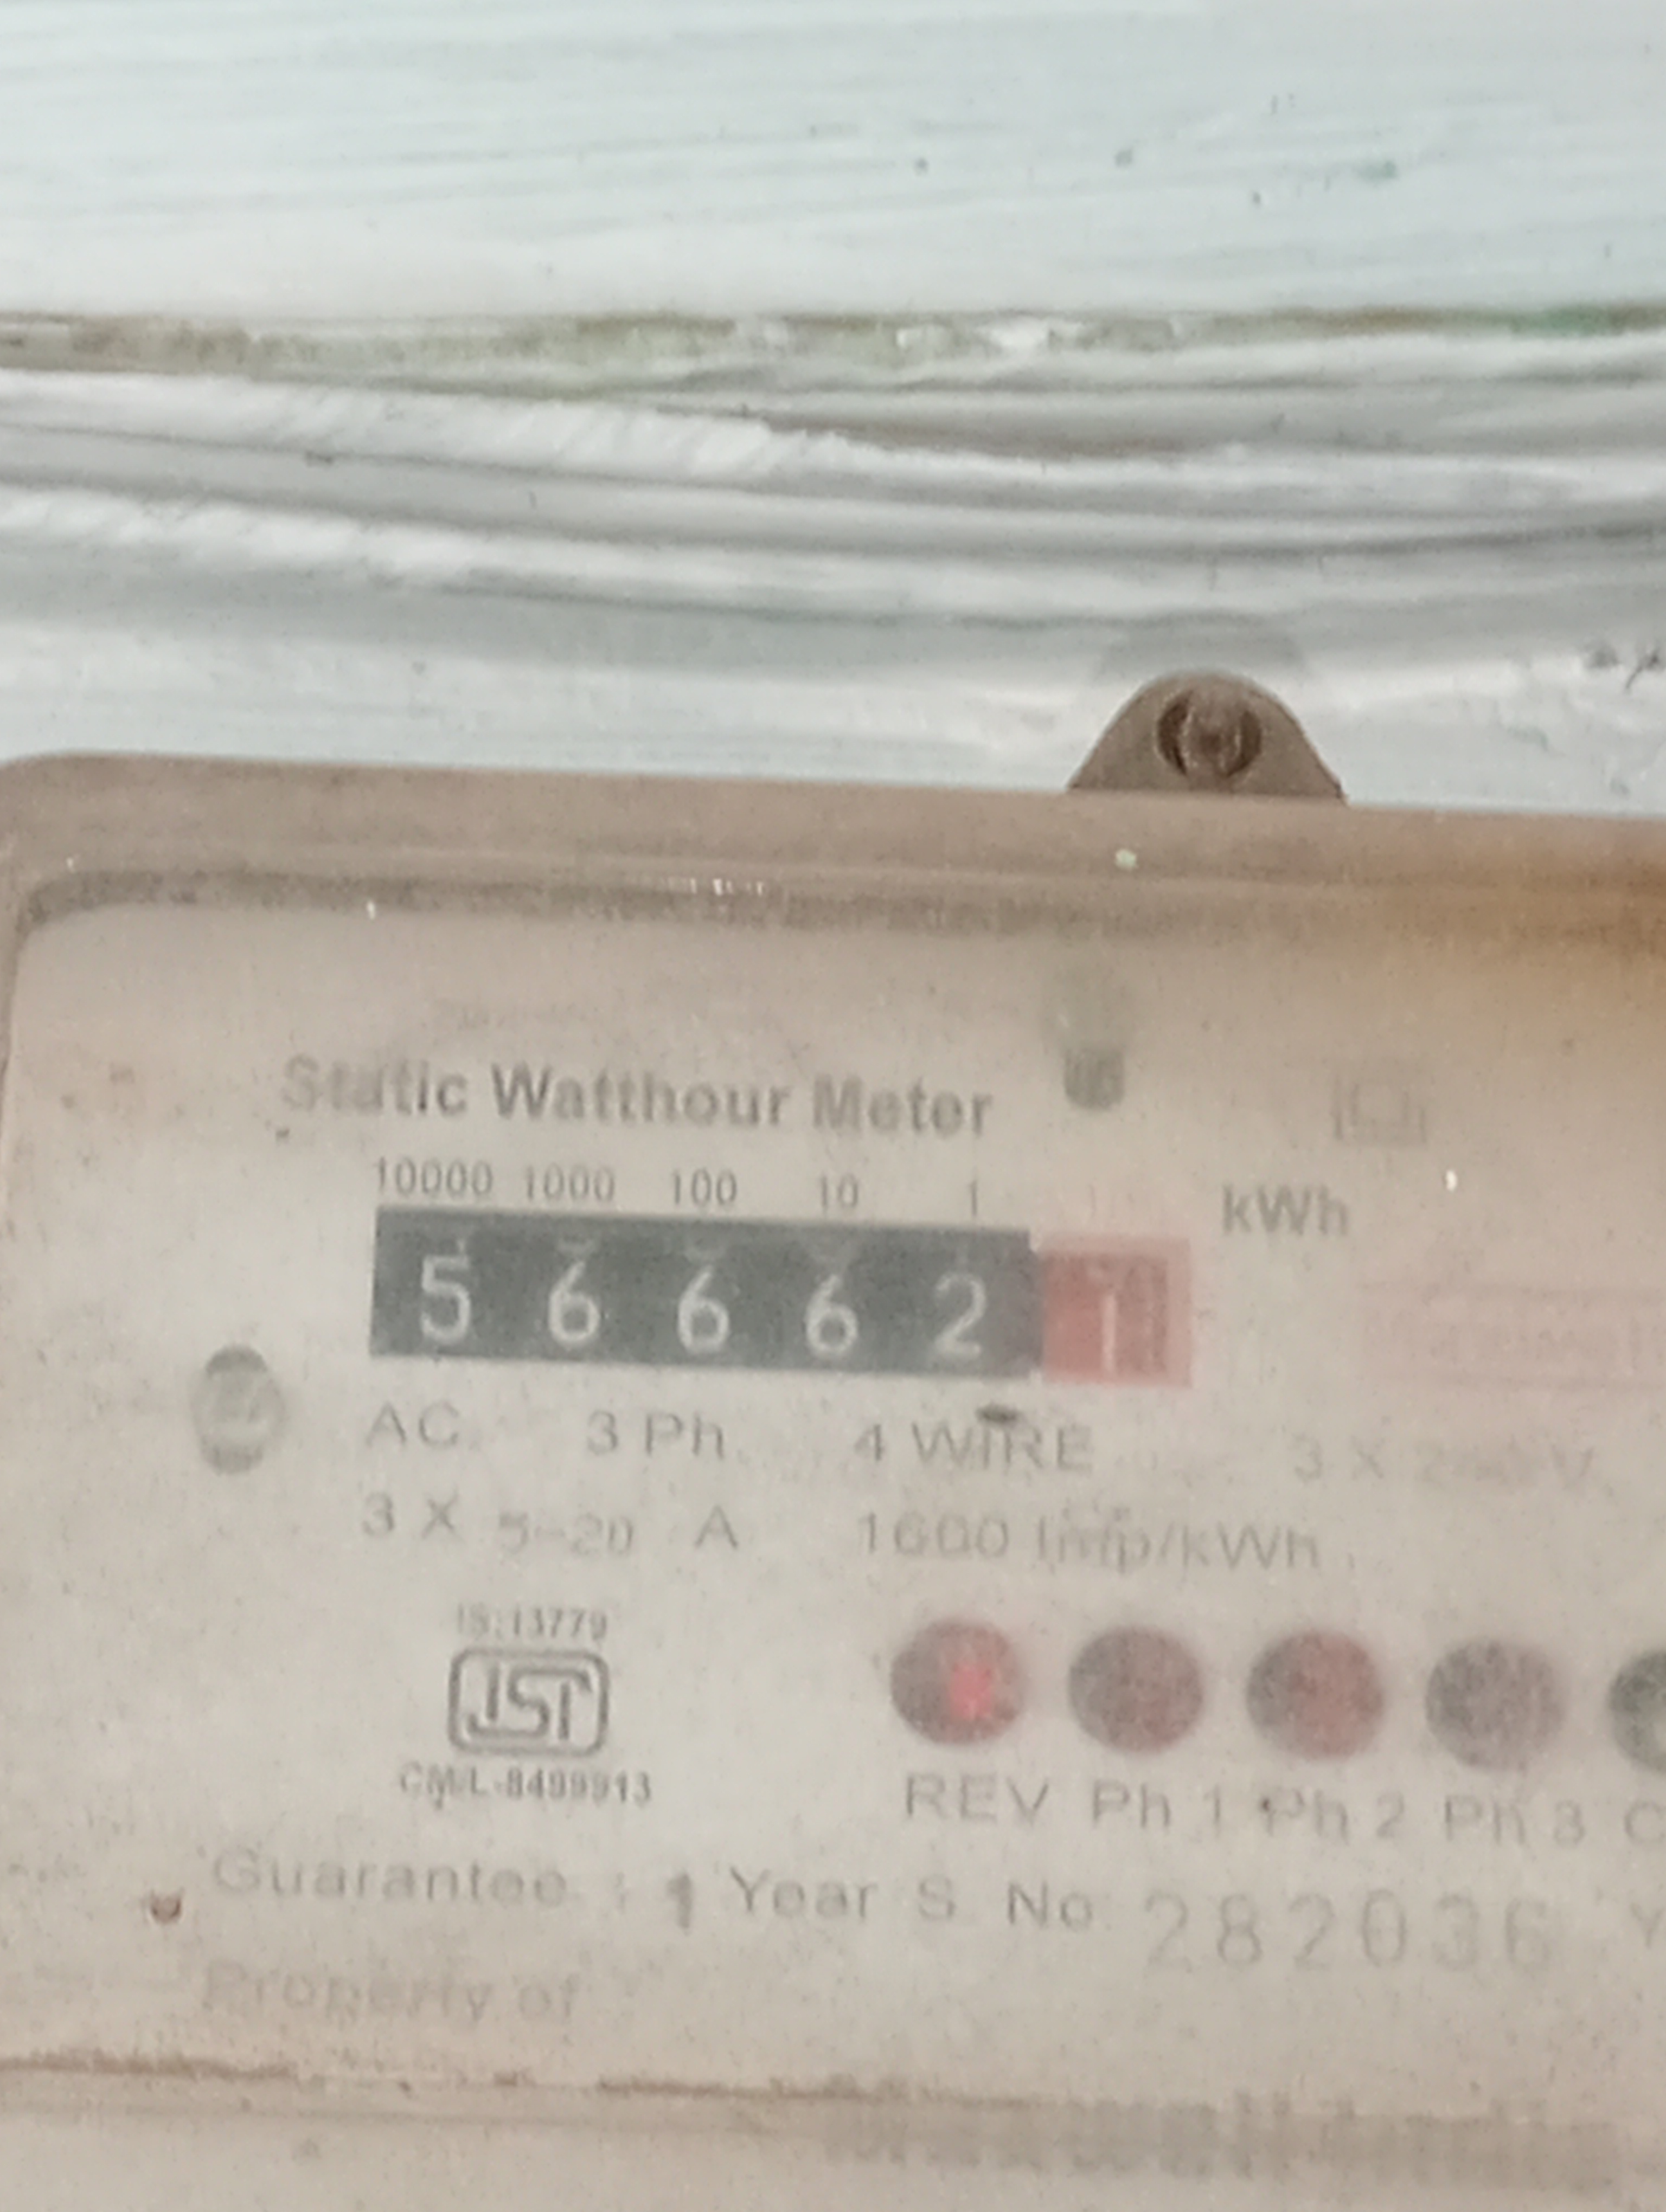 Static Watthour Meter
10000 1000 100 10 1
kWh
5 6 6 6 2 1
AC 3 Ph 4 WIRE 3 X
3 X 5-20 A 1600 Imp/kWh
IS:13779
ISI
CM/L-8499913
REV Ph 1 Ph 2 Ph 3
Guarantee : 1 Year S No 282036
Property of